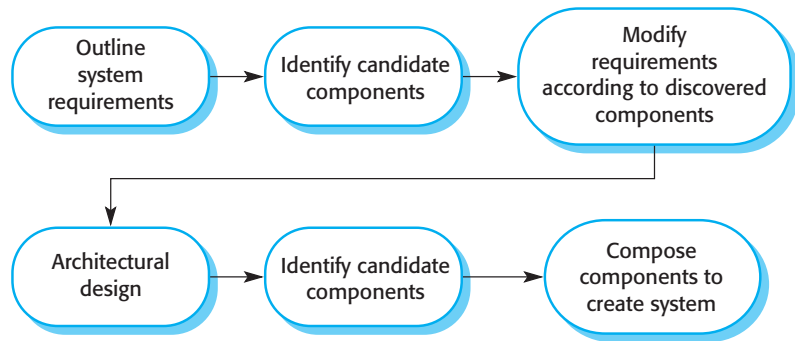 Outline
system
requirements
Identify candidate
components
Modify
requirements
according to discovered
components
Architectural
design
Identify candidate
components
Compose
components to
create system